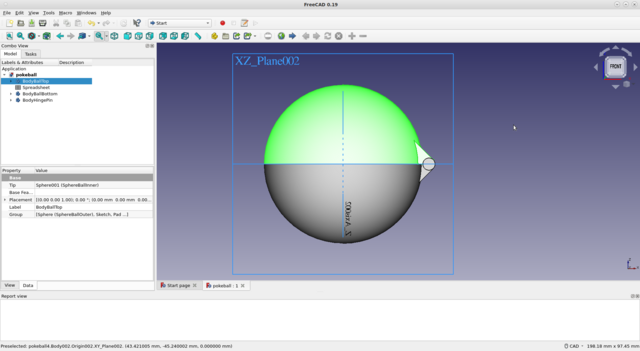 FreeCAD 0.19
File Edit View Tools Macro Windows Help
Start
Combo View
Model Tasks
Labels & Attributes Description
Application
pokeball
BodyBallTop
Spreadsheet
BodyBallBottom
BodyHingePin
XZ_Plane002
FRONT
Property Value
Base
Tip Sphere001 (SphereBallInner)
Base Fea...
Placement [(0.00 0.00 1.00); 0.00 °; (0.00 mm 0.00 mm 0.00...
Label BodyBallTop
Group [Sphere (SphereBallOuter), Sketch, Pad ...]
View Data
Start page pokeball : 1
Report view
Preselected: pokeball4.Body002.Origin002.XY_Plane002. (43.421005 mm, -45.240002 mm, 0.000000 mm)
CAD 198.18 mm x 97.45 mm